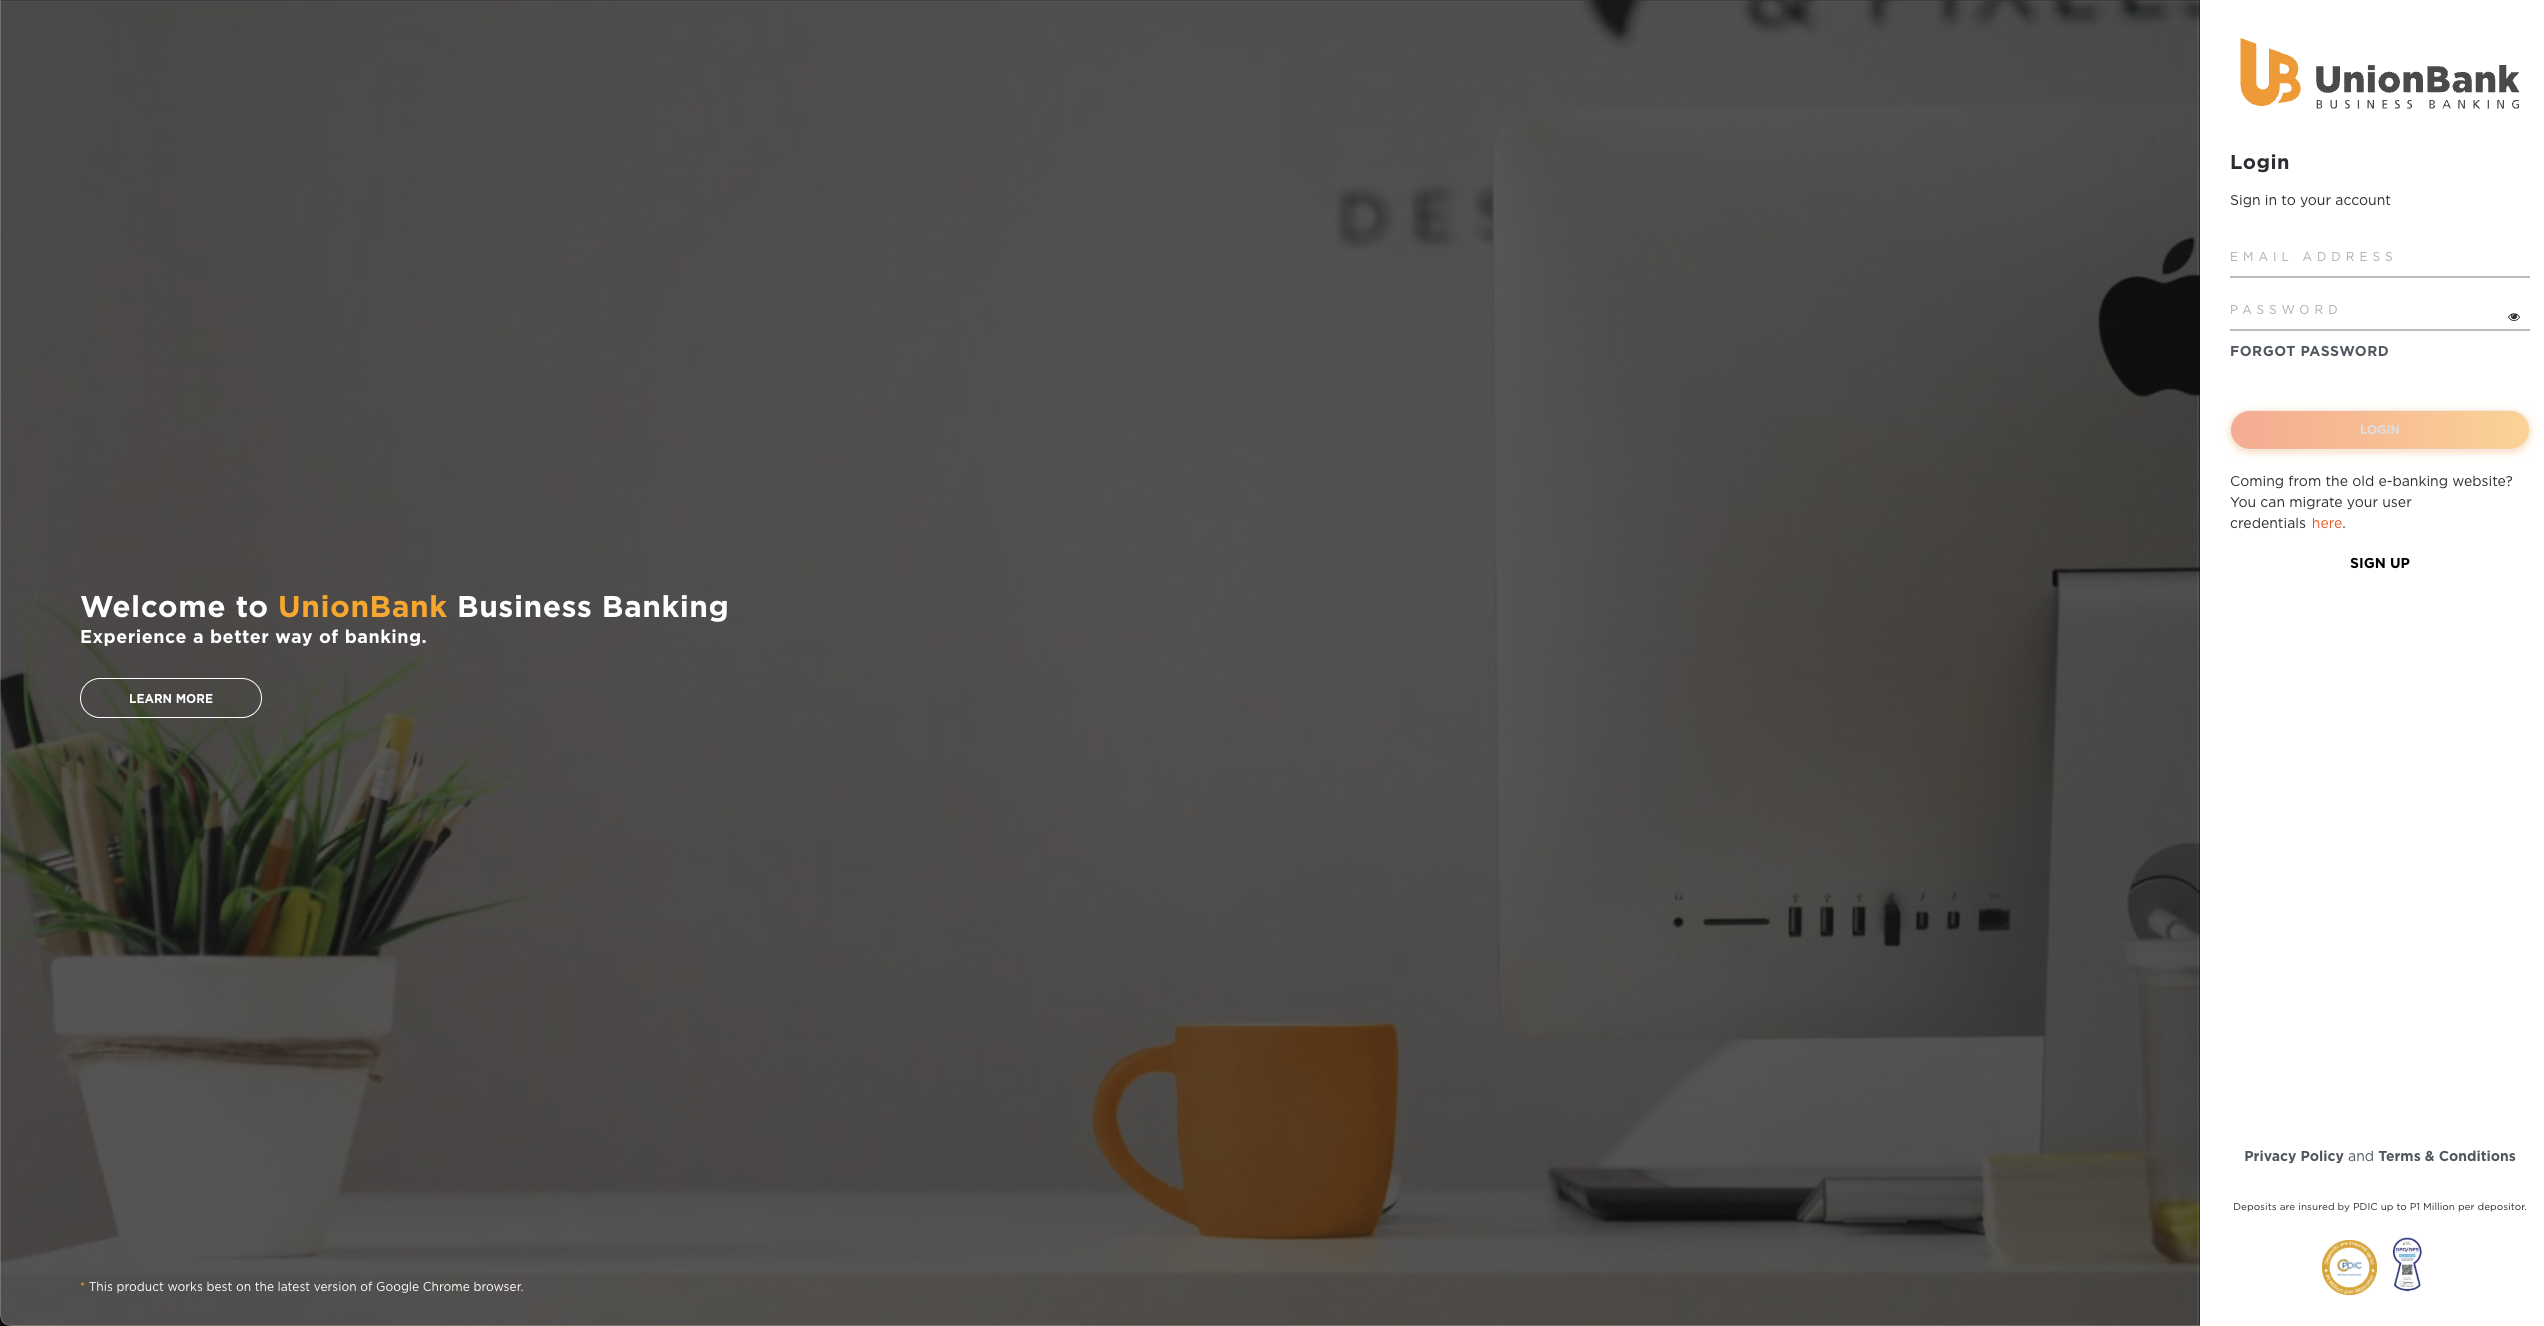 UnionBank
BUSINESS BANKING
Login
Sign in to your account
EMAIL ADDRESS
PASSWORD
FORGOT PASSWORD
LOGIN
Coming from the old e-banking website?
You can migrate your user
credentials here.
SIGN UP
DES
Welcome to UnionBank Business Banking
Experience a better way of banking.
LEARN MORE
* This product works best on the latest version of Google Chrome browser.
Privacy Policy and Terms & Conditions
Deposits are insured by PDIC up to P1 Million per depositor.
PDIC
DPO/DPS